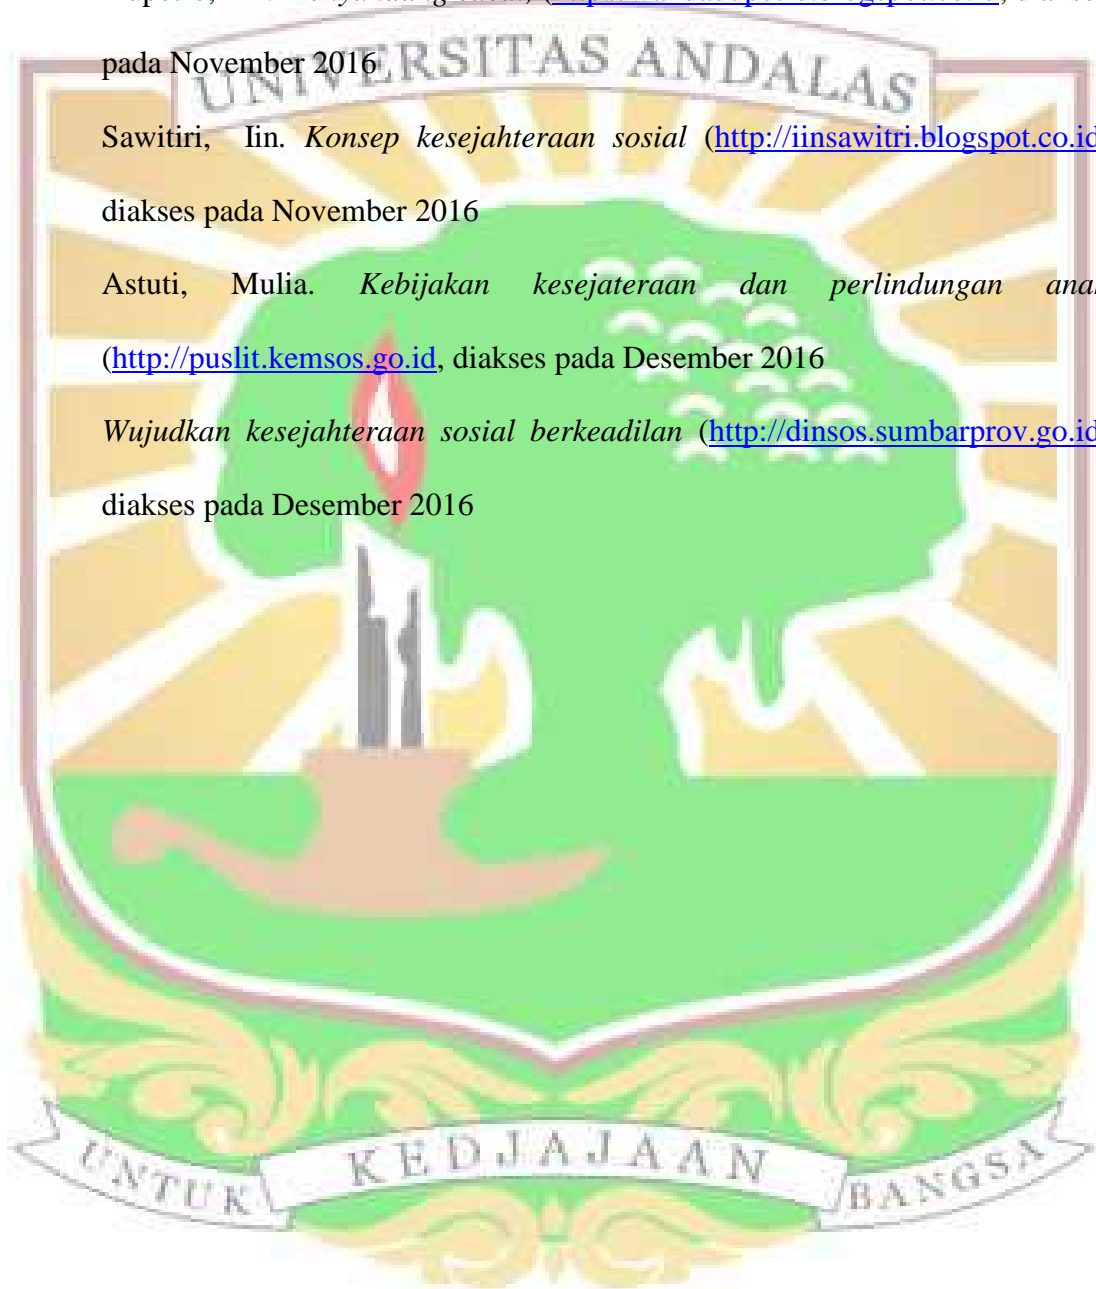 pada November 2016
UNIVERSITAS ANDALAS
Sawitiri, Iin. Konsep kesejahteraan sosial (http://iinsawitri.blogspot.co.id
diakses pada November 2016
Astuti, Mulia. Kebijakan kesejateraan dan perlindungan
(http://puslit.kemsos.go.id, diakses pada Desember 2016
Wujudkan kesejahteraan sosial berkeadilan (http://dinsos.sumbarprov.go.id
diakses pada Desember 2016
UNTUK KEDJAJAAN BANGSA